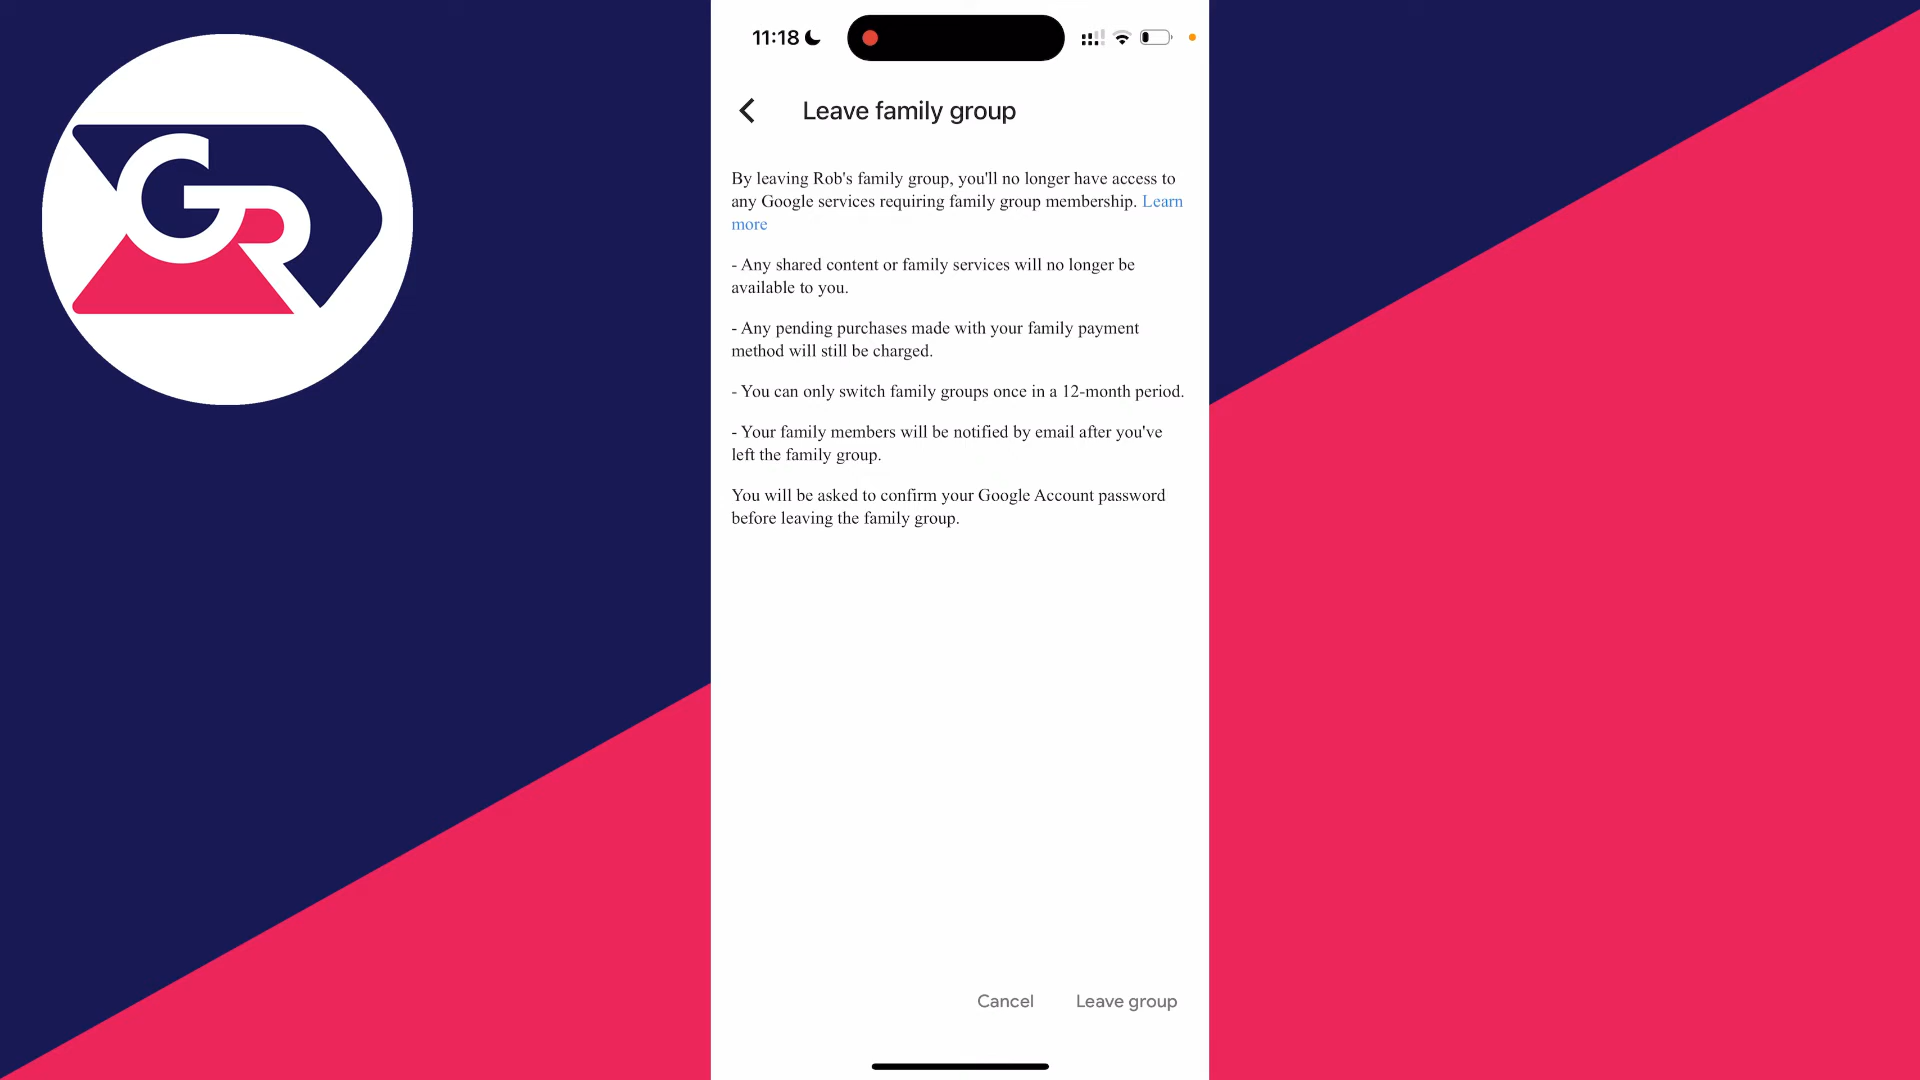 GR
11:18
Leave family group
By leaving Rob's family group, you'll no longer have access to
any Google services requiring family group membership. Learn
more
- Any shared content or family services will no longer be
available to you.
- Any pending purchases made with your family payment
method will still be charged.
- You can only switch family groups once in a 12-month period.
- Your family members will be notified by email after you've
left the family group.
You will be asked to confirm your Google Account password
before leaving the family group.
Cancel
Leave group